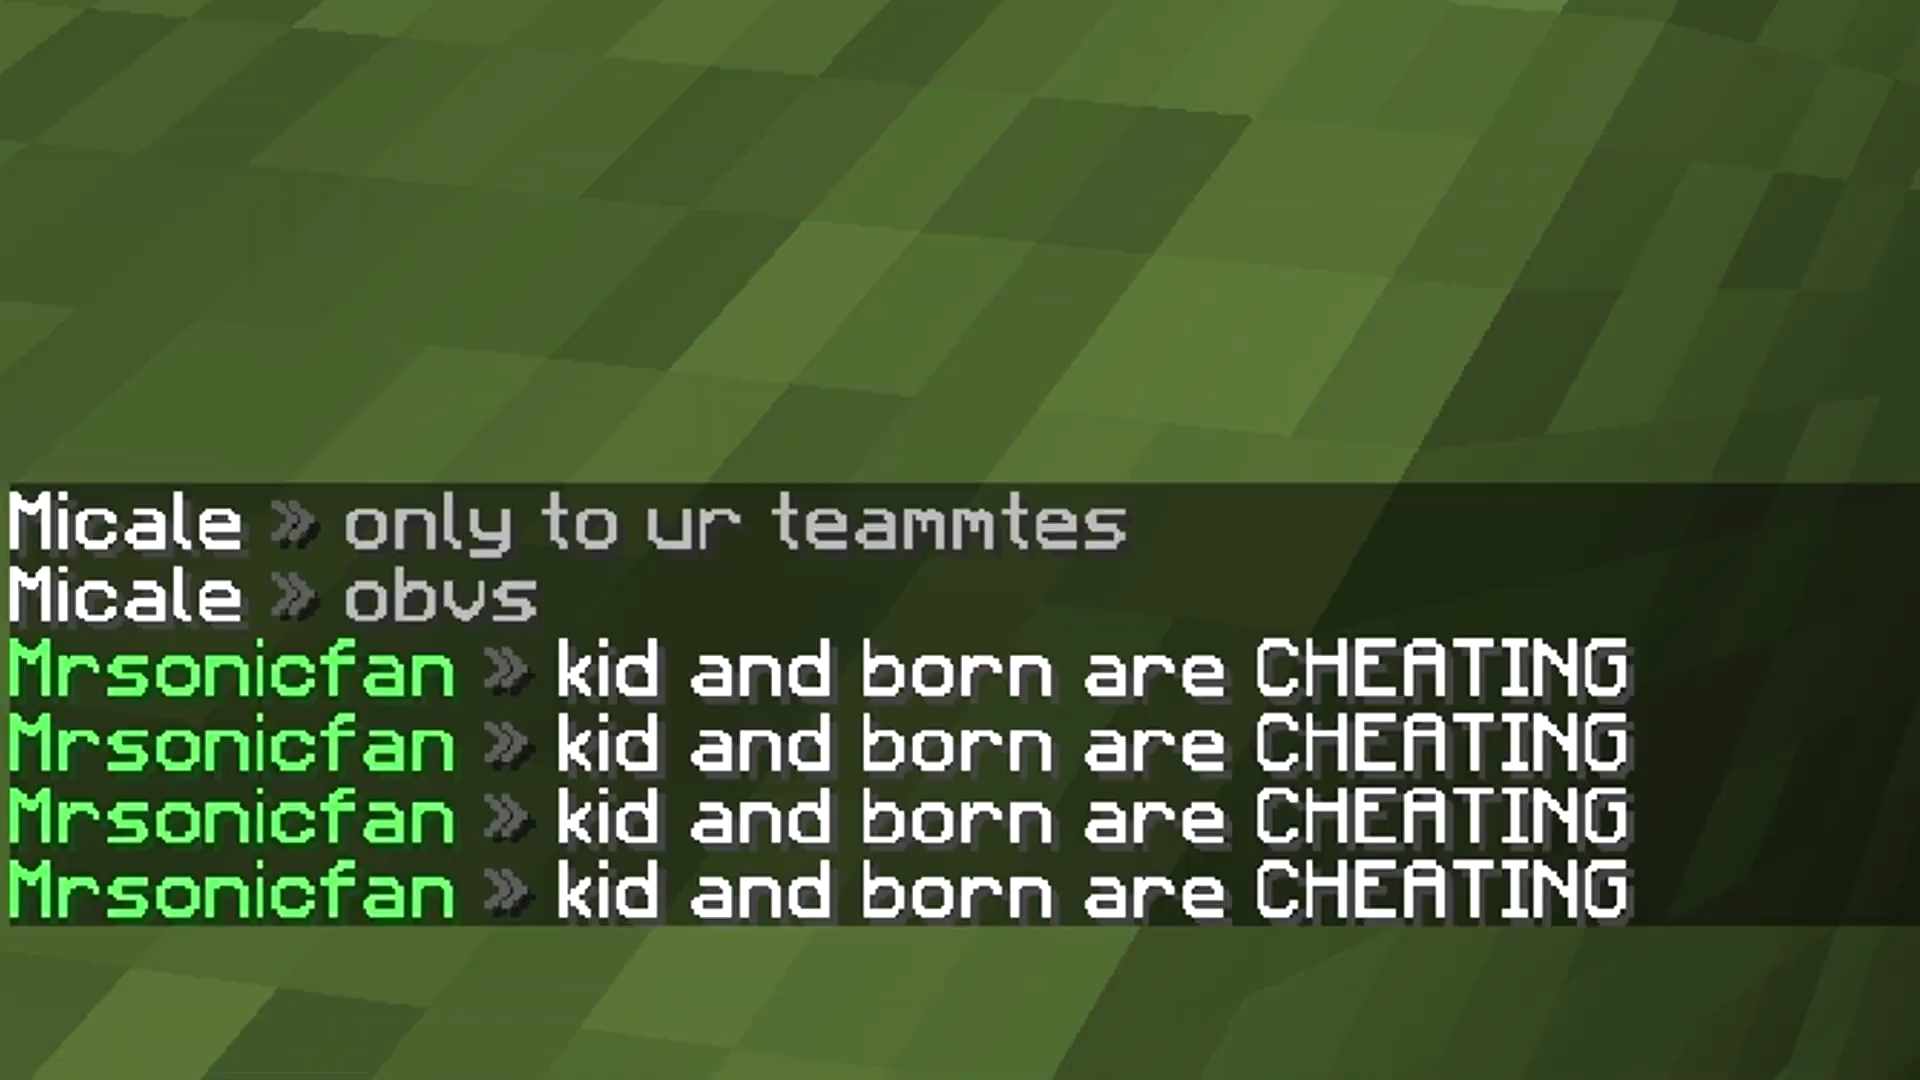 Micale » only to ur teammtes
Micale » obvs
Mrsonicfan » kid and born are CHEATING
Mrsonicfan » kid and born are CHEATING
Mrsonicfan » kid and born are CHEATING
Mrsonicfan » kid and born are CHEATING